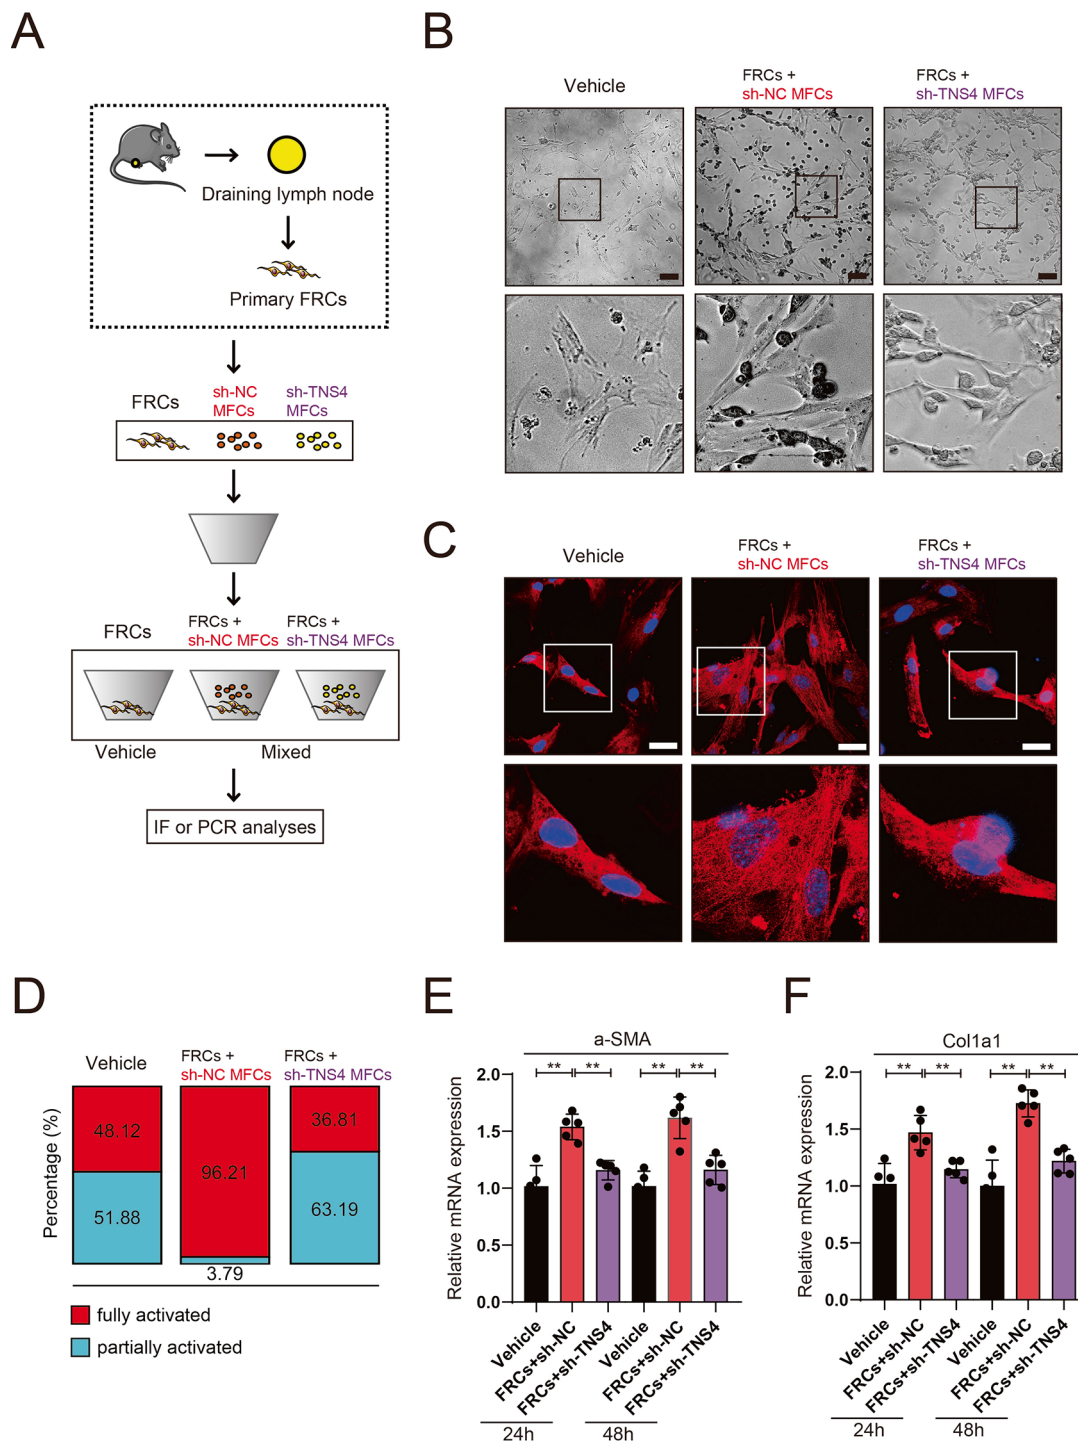 A
Draining lymph node
Primary FRCs
FRCs
sh-NC
MFCs
sh-TNS4
MFCs
FRCs
FRCs +
sh-NC MFCs
FRCs +
sh-TNS4 MFCs
Vehicle
Mixed
IF or PCR analyses
B
Vehicle
FRCs +
sh-NC MFCs
FRCs +
sh-TNS4 MFCs
C
Vehicle
FRCs +
sh-NC MFCs
FRCs +
sh-TNS4 MFCs
D
Vehicle
FRCs +
sh-NC MFCs
FRCs +
sh-TNS4 MFCs
Percentage (%)
48.12
51.88
96.21
3.79
36.81
63.19
fully activated
partially activated
E
a-SMA
** ** ** **
Relative mRNA expression
2.0
1.5
1.0
0.5
0.0
Vehicle
FRCs+sh-NC
FRCs+sh-TNS4
Vehicle
FRCs+sh-NC
FRCs+sh-TNS4
24h
48h
F
Col1a1
** ** ** **
Relative mRNA expression
2.0
1.5
1.0
0.5
0.0
Vehicle
FRCs+sh-NC
FRCs+sh-TNS4
Vehicle
FRCs+sh-NC
FRCs+sh-TNS4
24h
48h